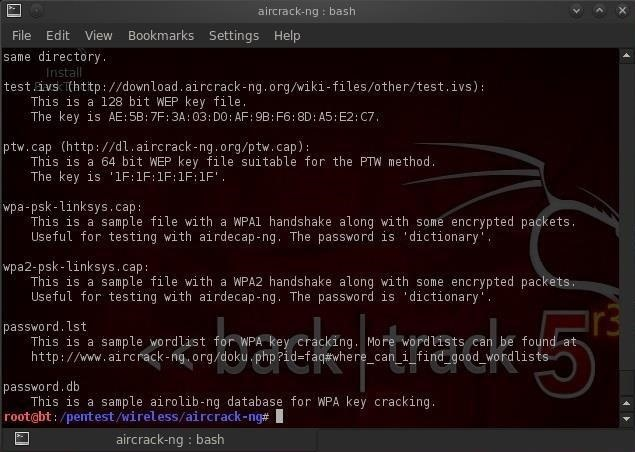 aircrack-ng : bash
File Edit View Bookmarks Settings Help
same directory.
Install
BackTrack
test.ivs (http://download.aircrack-ng.org/wiki-files/other/test.ivs):
This is a 128 bit WEP key file.
The key is AE:5B:7F:3A:03:D0:AF:9B:F6:8D:A5:E2:C7.
ptw.cap (http://dl.aircrack-ng.org/ptw.cap):
This is a 64 bit WEP key file suitable for the PTW method.
The key is '1F:1F:1F:1F:1F'.
wpa-psk-linksys.cap:
This is a sample file with a WPA1 handshake along with some encrypted packets.
Useful for testing with airdecap-ng. The password is 'dictionary'.
wpa2-psk-linksys.cap:
This is a sample file with a WPA2 handshake along with some encrypted packets.
Useful for testing with airdecap-ng. The password is 'dictionary'.
password.lst
This is a sample wordlist for WPA key cracking. More wordlists can be found at
http://www.aircrack-ng.org/doku.php?id=faq#where_can_i_find_good_wordlists
<< back | track 5 r3
password.db
This is a sample airolib-ng database for WPA key cracking.
root@bt:/pentest/wireless/aircrack-ng#
aircrack-ng : bash